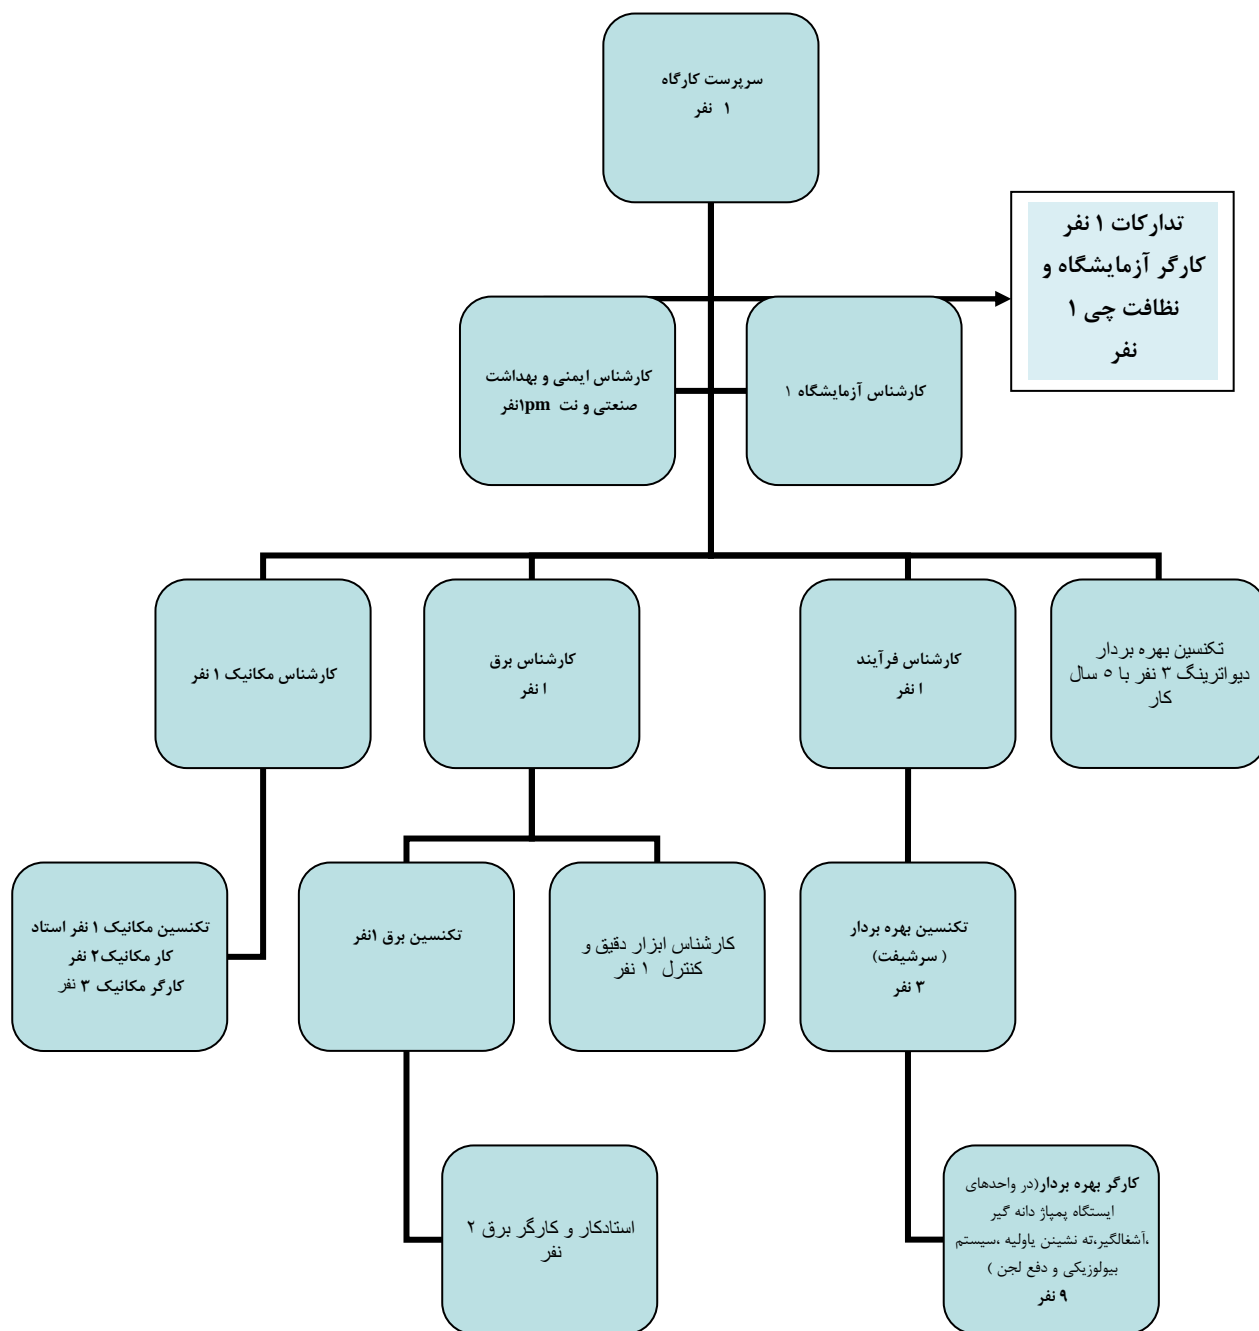 سرپرست کارگاه
۱ نفر
تدارکات ۱ نفر
کارگر آزمایشگاه و
نظافت چی ۱
نفر
کارشناس آزمایشگاه ۱
کارشناس ایمنی و بهداشت
صنعتی و نت pm۱نفر
تکنسین بهره بردار
دیواترینگ ۳ نفر با ۵ سال
کار
کارشناس فرآیند
۱ نفر
کارشناس برق
۱ نفر
کارشناس مکانیک ۱ نفر
تکنسین بهره بردار
( سرشیفت)
۳ نفر
کارشناس ابزار دقیق و
کنترل ۱ نفر
تکنسین برق ۱نفر
تکنسین مکانیک ۱ نفر استاد
کار مکانیک۲ نفر
کارگر مکانیک ۳ نفر
کارگر بهره بردار(در واحدهای
ایستگاه پمپاژ دانه گیر
،آشغالگیر،ته نشینن یاولیه ،سیستم
بیولوزیکی و دفع لجن )
۹ نفر
استادکار و کارگر برق ۲
نفر